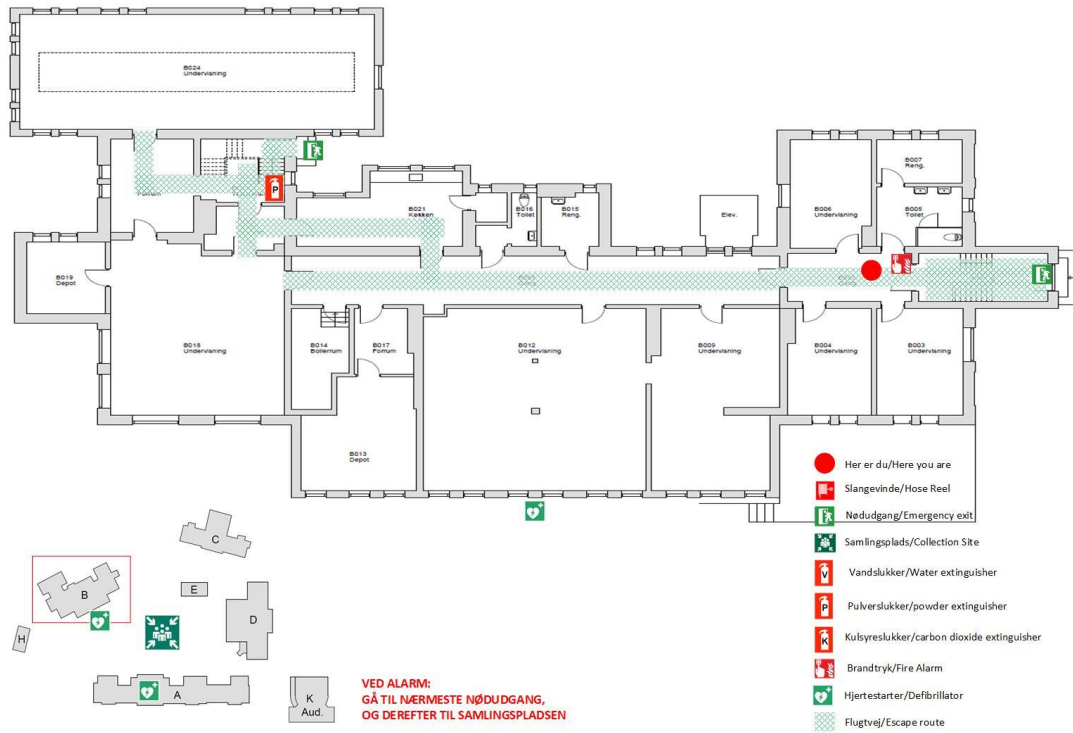 B024
Undervisning
B007
Reng.
B006
Undervisning
B005
Toilet
B021
Køkken
B016
Toilet
B015
Reng.
Elev.
P
B019
Depot
B018
Undervisning
B014
Boilerrum
B017
Forrum
B012
Undervisning
B009
Undervisning
B004
Undervisning
B003
Undervisning
B013
Depot
Her er du/Here you are
Slangevinde/Hose Reel
Nødudgang/Emergency exit
Samlingsplads/Collection Site
V
Vandslukker/Water extinguisher
P
Pulverslukker/powder extinguisher
K
Kulsyreslukker/carbon dioxide extinguisher
Brandtryk/Fire Alarm
Hjertestarter/Defibrillator
Flugtvej/Escape route
C
B
E
D
H
A
K
Aud.
VED ALARM:
GÅ TIL NÆRMESTE NØDUDGANG,
OG DEREFTER TIL SAMLINGSPLADSEN